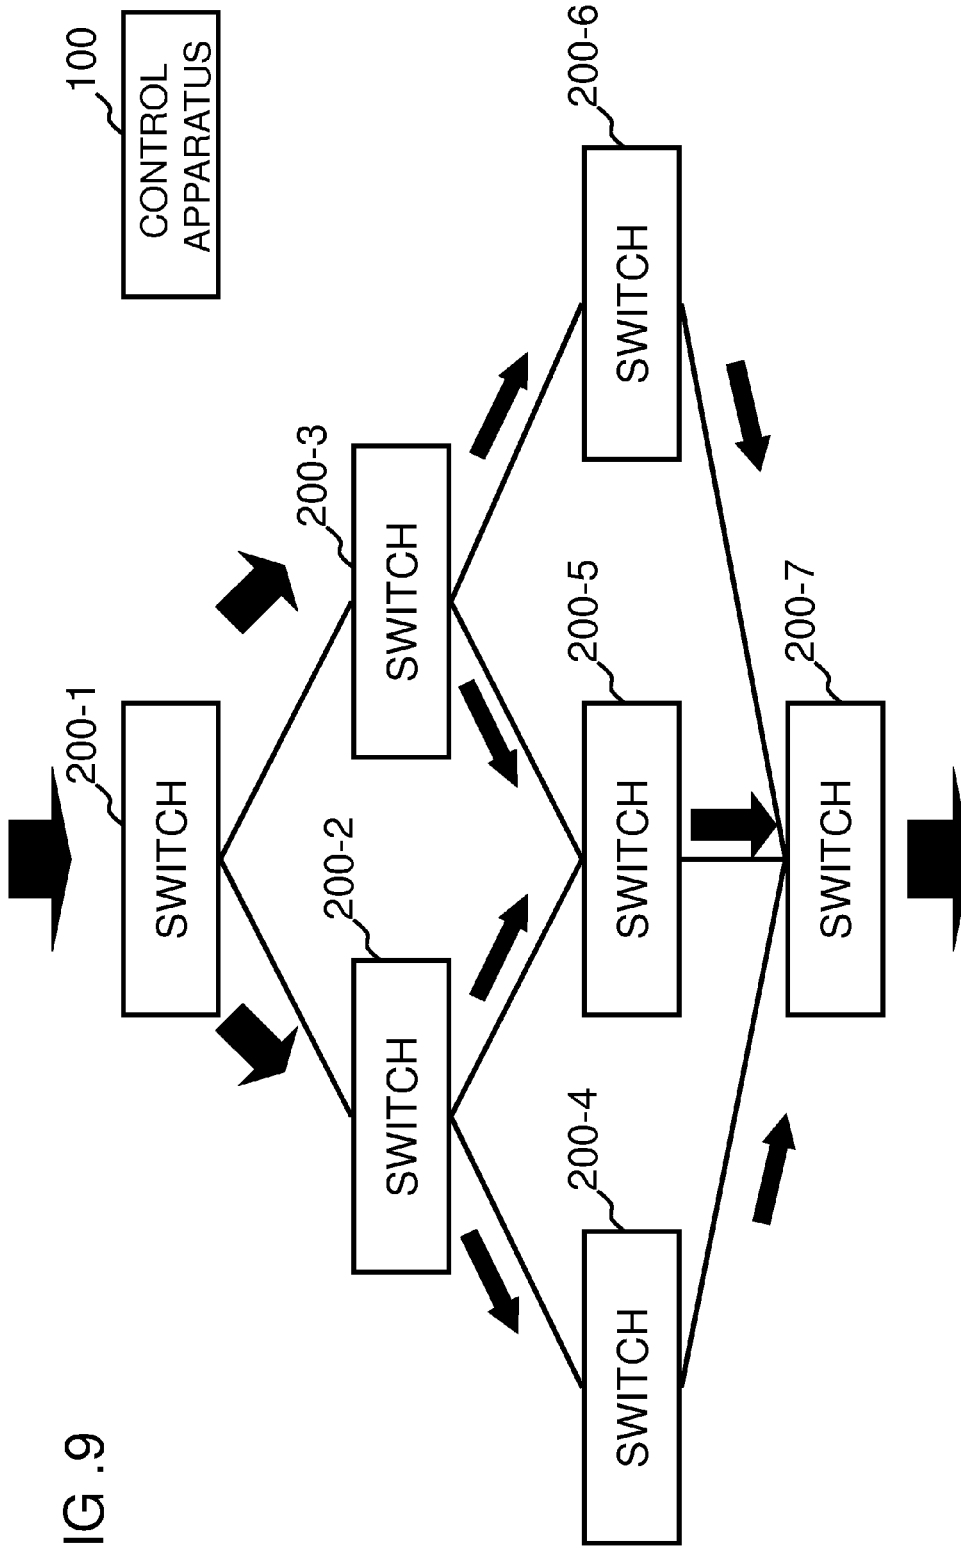 IG .9
100
CONTROL
APPARATUS
200-1
SWITCH
200-2
SWITCH
200-3
SWITCH
200-4
SWITCH
200-5
SWITCH
200-6
SWITCH
200-7
SWITCH